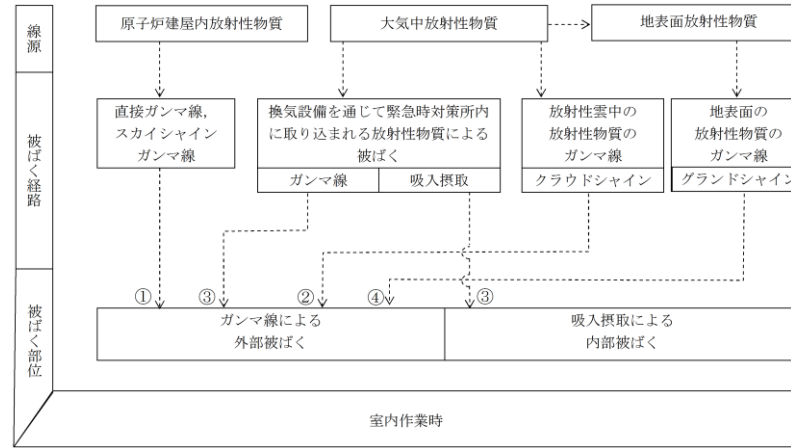 線源
原子炉建屋内放射性物質
大気中放射性物質
地表面放射性物質
被ばく経路
直接ガンマ線,
スカイシャイン
ガンマ線
換気設備を通じて緊急時対策所内
に取り込まれる放射性物質による
被ばく
ガンマ線
吸入摂取
放射性雲中の
放射性物質の
ガンマ線
クラウドシャイン
地表面の
放射性物質の
ガンマ線
グランドシャイン
被ばく部位
①
③
②
④
③
ガンマ線による
外部被ばく
吸入摂取による
内部被ばく
室内作業時